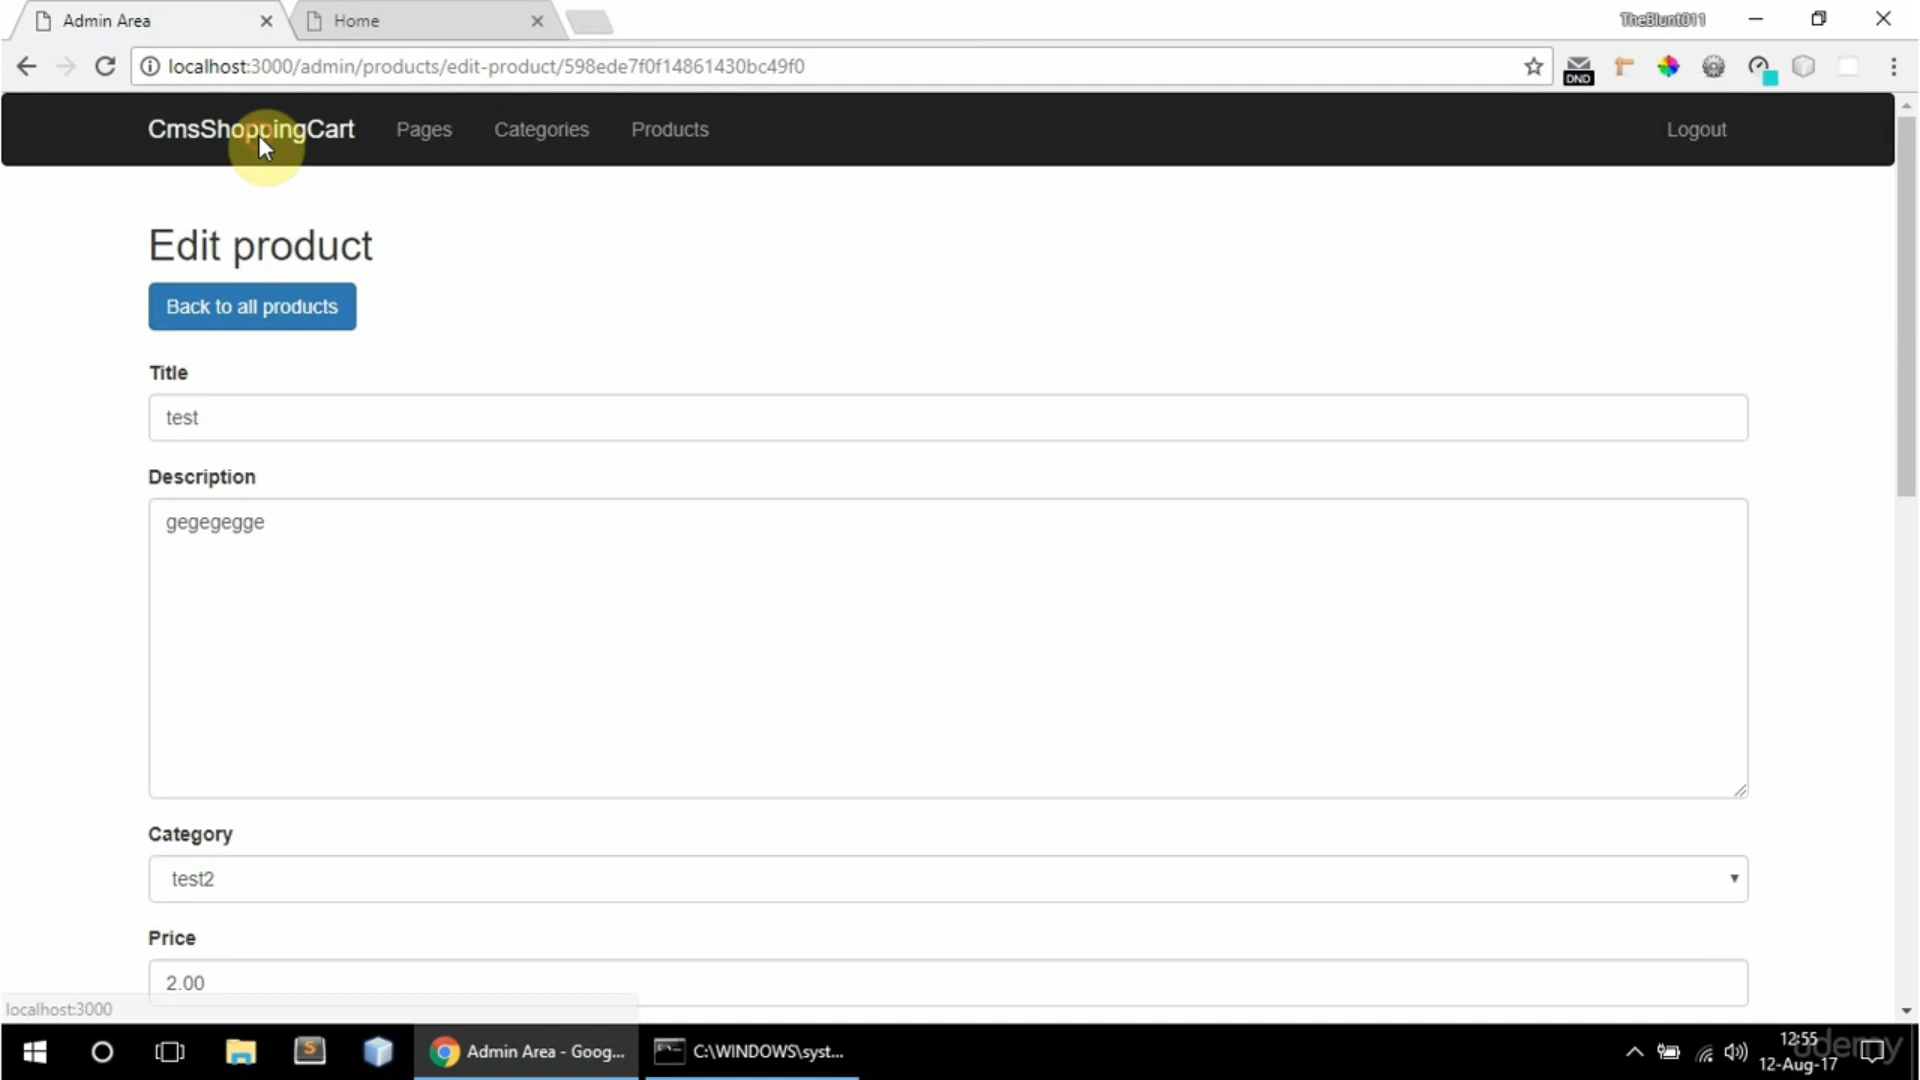 Admin Area
Home
TheBlunt011
localhost:3000/admin/products/edit-product/598ede7f0f14861430bc49f0
DND
CmsShoppingCart Pages Categories Products Logout
Edit product
Back to all products
Title
test
Description
gegegegge
Category
test2
Price
2.00
localhost:3000
S
Admin Area - Goog...
C:\WINDOWS\syst...
12:55
12-Aug-17
udemy